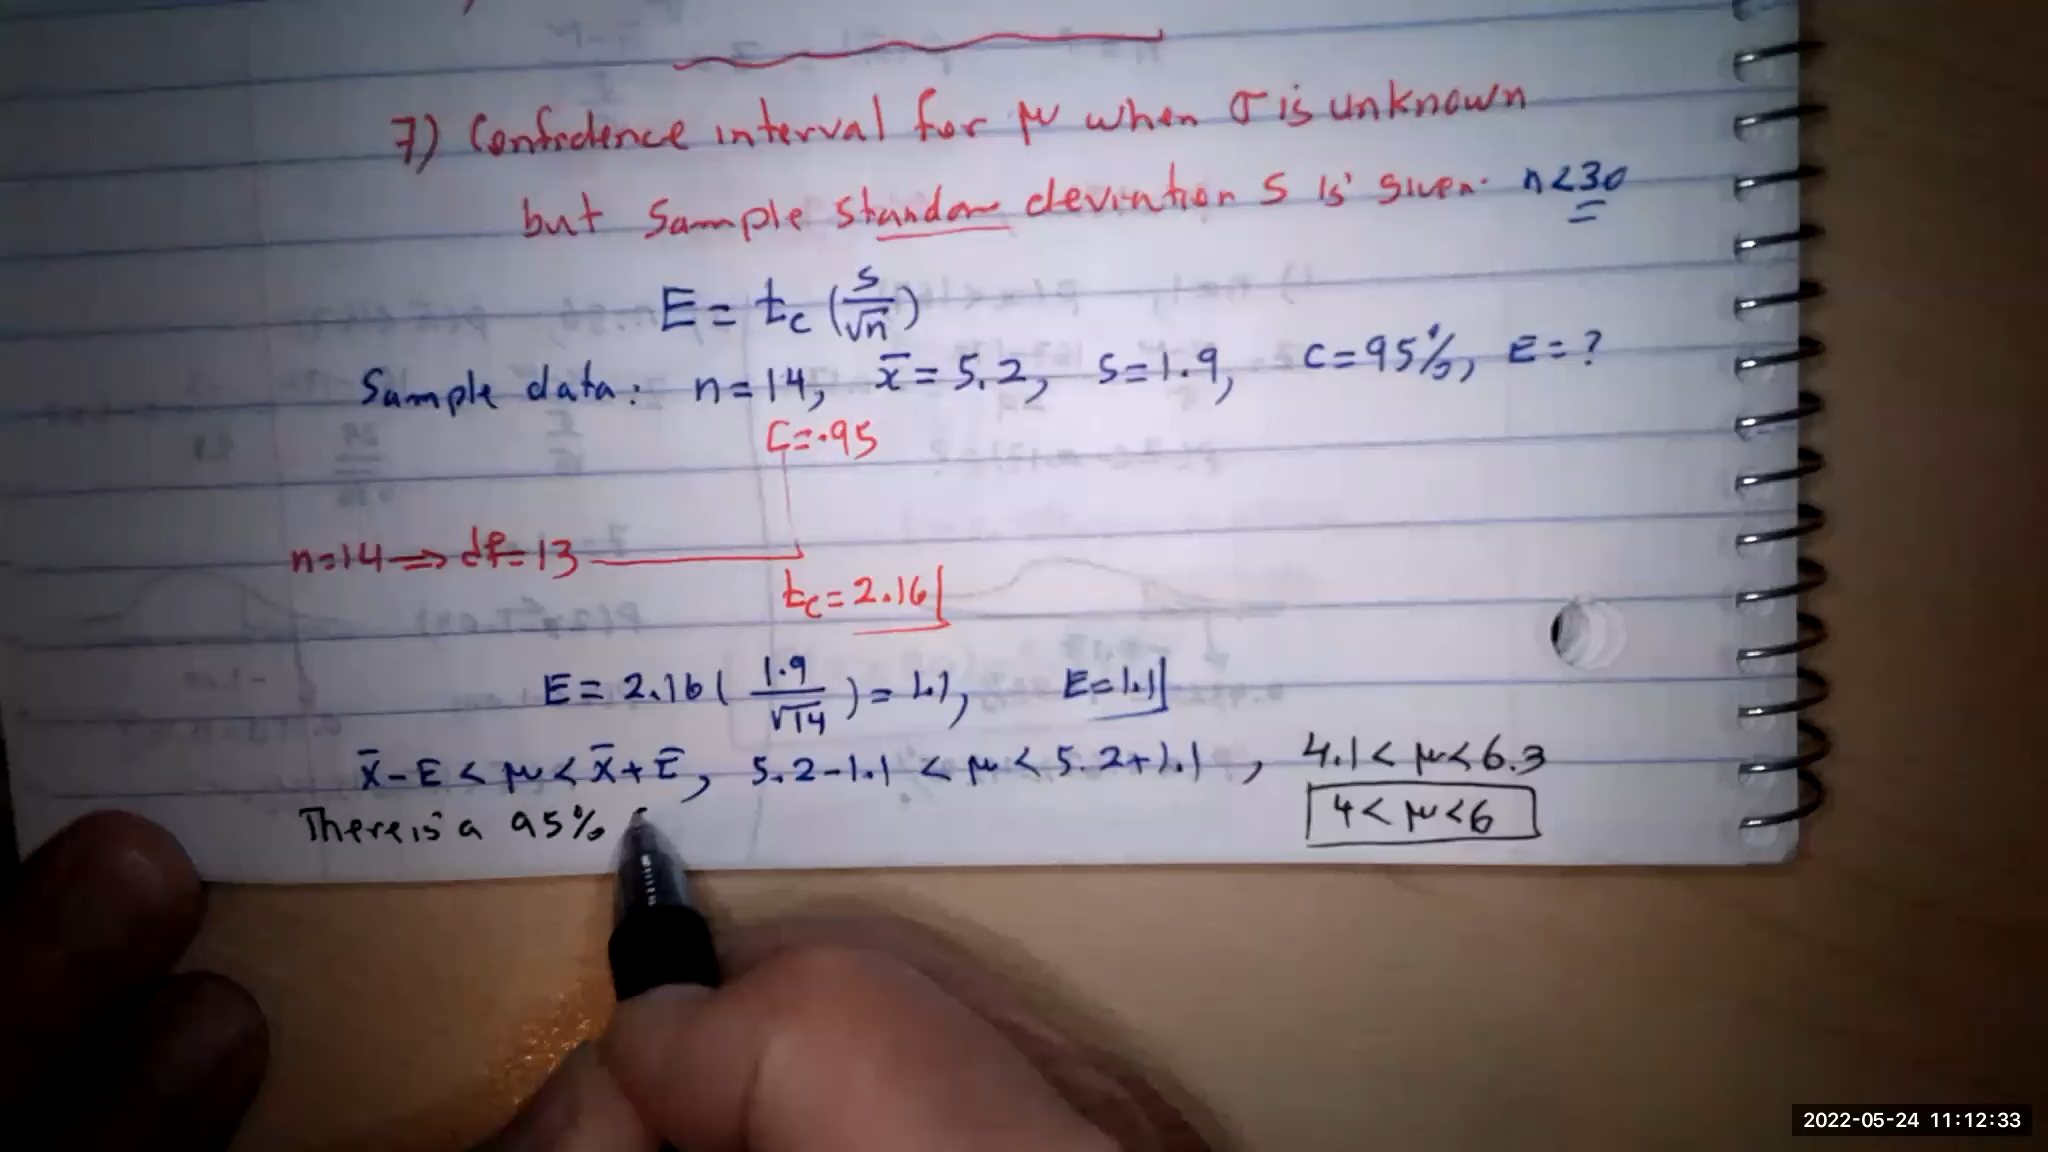 7) Confidence interval for μ when σ is unknown
but Sample standar deviation S is given. n<30
E = tc (s/√n)
Sample data: n=14, x̄ = 5.2, s=1.9, C=95%, E=?
C=.95
n=14 ⇒ df=13
tc = 2.16
E = 2.16( 1.9/√14 ) = 1.1, E=1.1
x̄-E < μ < x̄+E, 5.2-1.1 < μ < 5.2+1.1, 4.1< μ<6.3
There is a 95% 4< μ<6
2022-05-24 11:12:33